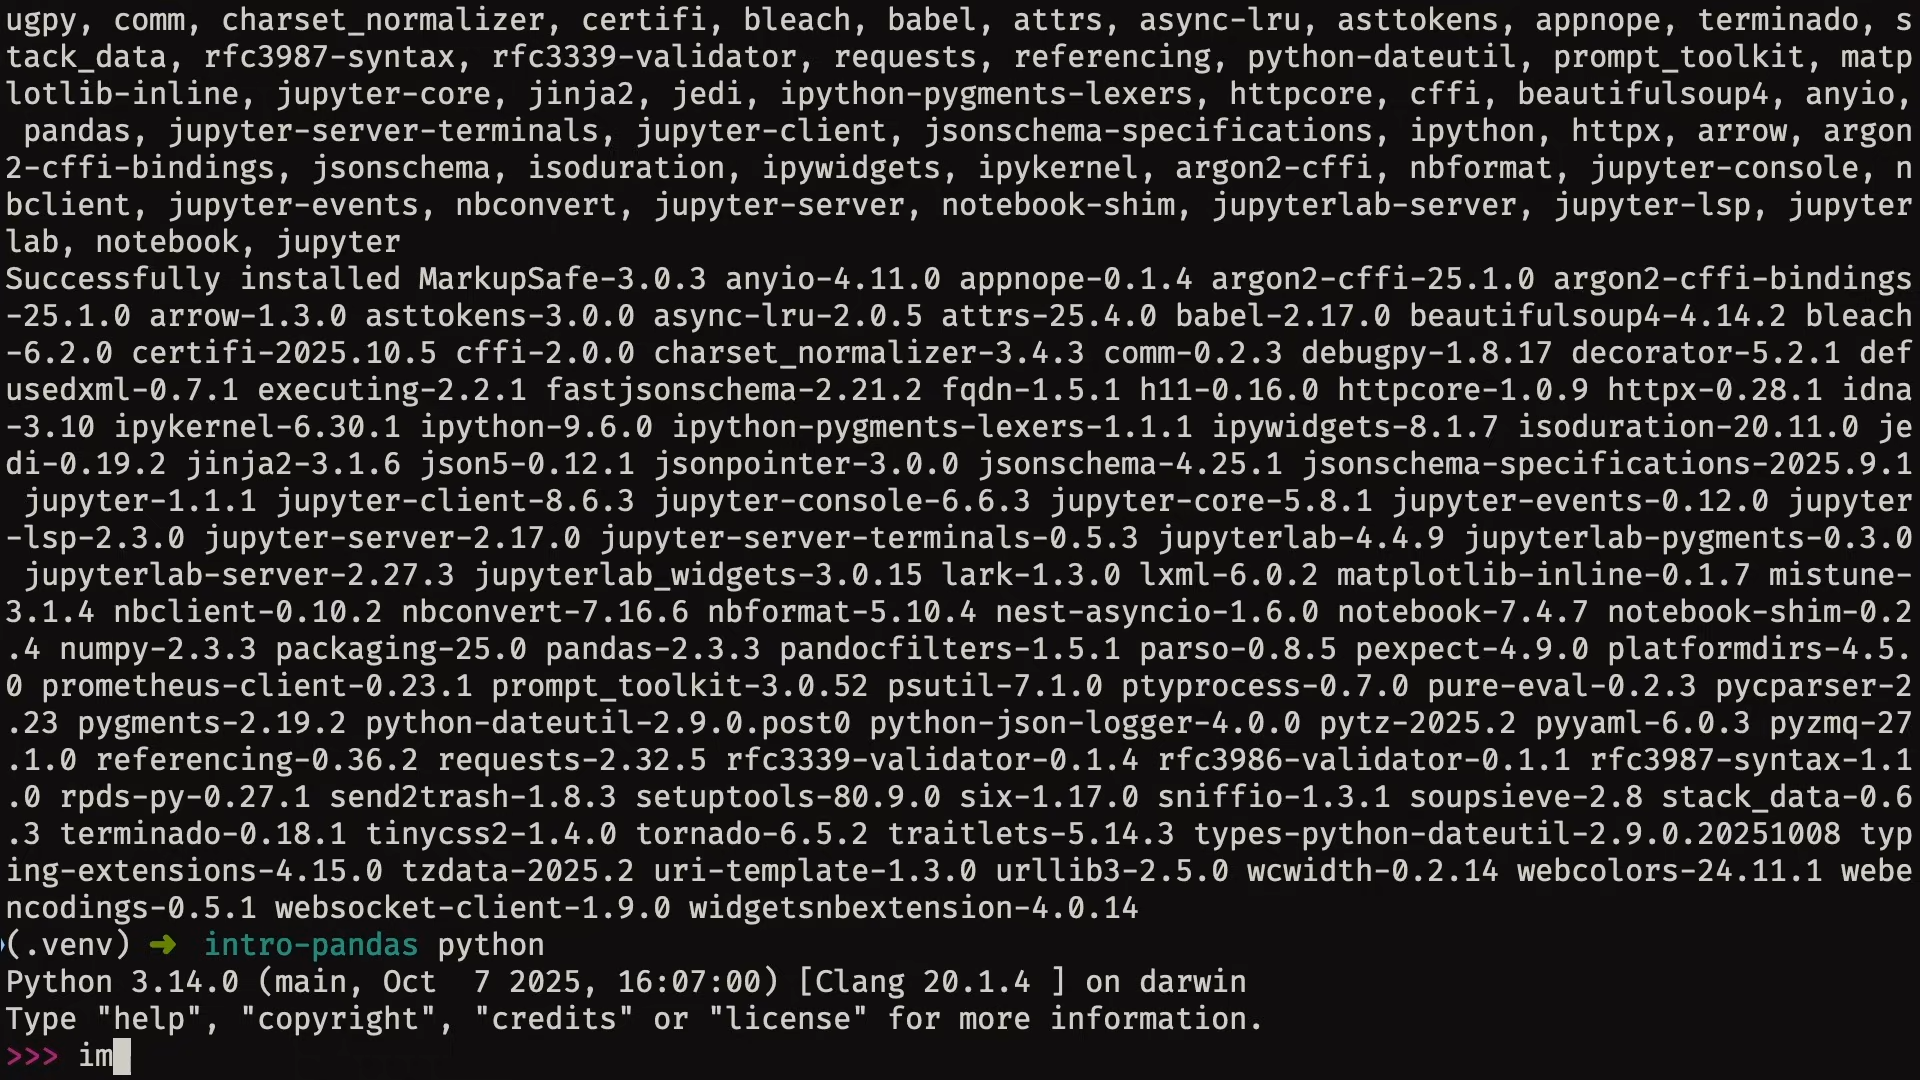 ugpy, comm, charset_normalizer, certifi, bleach, babel, attrs, async-lru, asttokens, appnope, terminado, s
tack_data, rfc3987-syntax, rfc3339-validator, requests, referencing, python-dateutil, prompt_toolkit, matp
lotlib-inline, jupyter-core, jinja2, jedi, ipython-pygments-lexers, httpcore, cffi, beautifulsoup4, anyio,
 pandas, jupyter-server-terminals, jupyter-client, jsonschema-specifications, ipython, httpx, arrow, argon
2-cffi-bindings, jsonschema, isoduration, ipywidgets, ipykernel, argon2-cffi, nbformat, jupyter-console, n
bclient, jupyter-events, nbconvert, jupyter-server, notebook-shim, jupyterlab-server, jupyter-lsp, jupyter
lab, notebook, jupyter
Successfully installed MarkupSafe-3.0.3 anyio-4.11.0 appnope-0.1.4 argon2-cffi-25.1.0 argon2-cffi-bindings
-25.1.0 arrow-1.3.0 asttokens-3.0.0 async-lru-2.0.5 attrs-25.4.0 babel-2.17.0 beautifulsoup4-4.14.2 bleach
-6.2.0 certifi-2025.10.5 cffi-2.0.0 charset_normalizer-3.4.3 comm-0.2.3 debugpy-1.8.17 decorator-5.2.1 def
usedxml-0.7.1 executing-2.2.1 fastjsonschema-2.21.2 fqdn-1.5.1 h11-0.16.0 httpcore-1.0.9 httpx-0.28.1 idna
-3.10 ipykernel-6.30.1 ipython-9.6.0 ipython-pygments-lexers-1.1.1 ipywidgets-8.1.7 isoduration-20.11.0 je
di-0.19.2 jinja2-3.1.6 json5-0.12.1 jsonpointer-3.0.0 jsonschema-4.25.1 jsonschema-specifications-2025.9.1
 jupyter-1.1.1 jupyter-client-8.6.3 jupyter-console-6.6.3 jupyter-core-5.8.1 jupyter-events-0.12.0 jupyter
-lsp-2.3.0 jupyter-server-2.17.0 jupyter-server-terminals-0.5.3 jupyterlab-4.4.9 jupyterlab-pygments-0.3.0
 jupyterlab-server-2.27.3 jupyterlab_widgets-3.0.15 lark-1.3.0 lxml-6.0.2 matplotlib-inline-0.1.7 mistune-
3.1.4 nbclient-0.10.2 nbconvert-7.16.6 nbformat-5.10.4 nest-asyncio-1.6.0 notebook-7.4.7 notebook-shim-0.2
.4 numpy-2.3.3 packaging-25.0 pandas-2.3.3 pandocfilters-1.5.1 parso-0.8.5 pexpect-4.9.0 platformdirs-4.5.
0 prometheus-client-0.23.1 prompt_toolkit-3.0.52 psutil-7.1.0 ptyprocess-0.7.0 pure-eval-0.2.3 pycparser-2
.23 pygments-2.19.2 python-dateutil-2.9.0.post0 python-json-logger-4.0.0 pytz-2025.2 pyyaml-6.0.3 pyzmq-27
.1.0 referencing-0.36.2 requests-2.32.5 rfc3339-validator-0.1.4 rfc3986-validator-0.1.1 rfc3987-syntax-1.1
.0 rpds-py-0.27.1 send2trash-1.8.3 setuptools-80.9.0 six-1.17.0 sniffio-1.3.1 soupsieve-2.8 stack_data-0.6
.3 terminado-0.18.1 tinycss2-1.4.0 tornado-6.5.2 traitlets-5.14.3 types-python-dateutil-2.9.0.20251008 typ
ing-extensions-4.15.0 tzdata-2025.2 uri-template-1.3.0 urllib3-2.5.0 wcwidth-0.2.14 webcolors-24.11.1 webe
ncodings-0.5.1 websocket-client-1.9.0 widgetsnbextension-4.0.14
(.venv) ➜ intro-pandas python
Python 3.14.0 (main, Oct  7 2025, 16:07:00) [Clang 20.1.4 ] on darwin
Type "help", "copyright", "credits" or "license" for more information.
>>> im